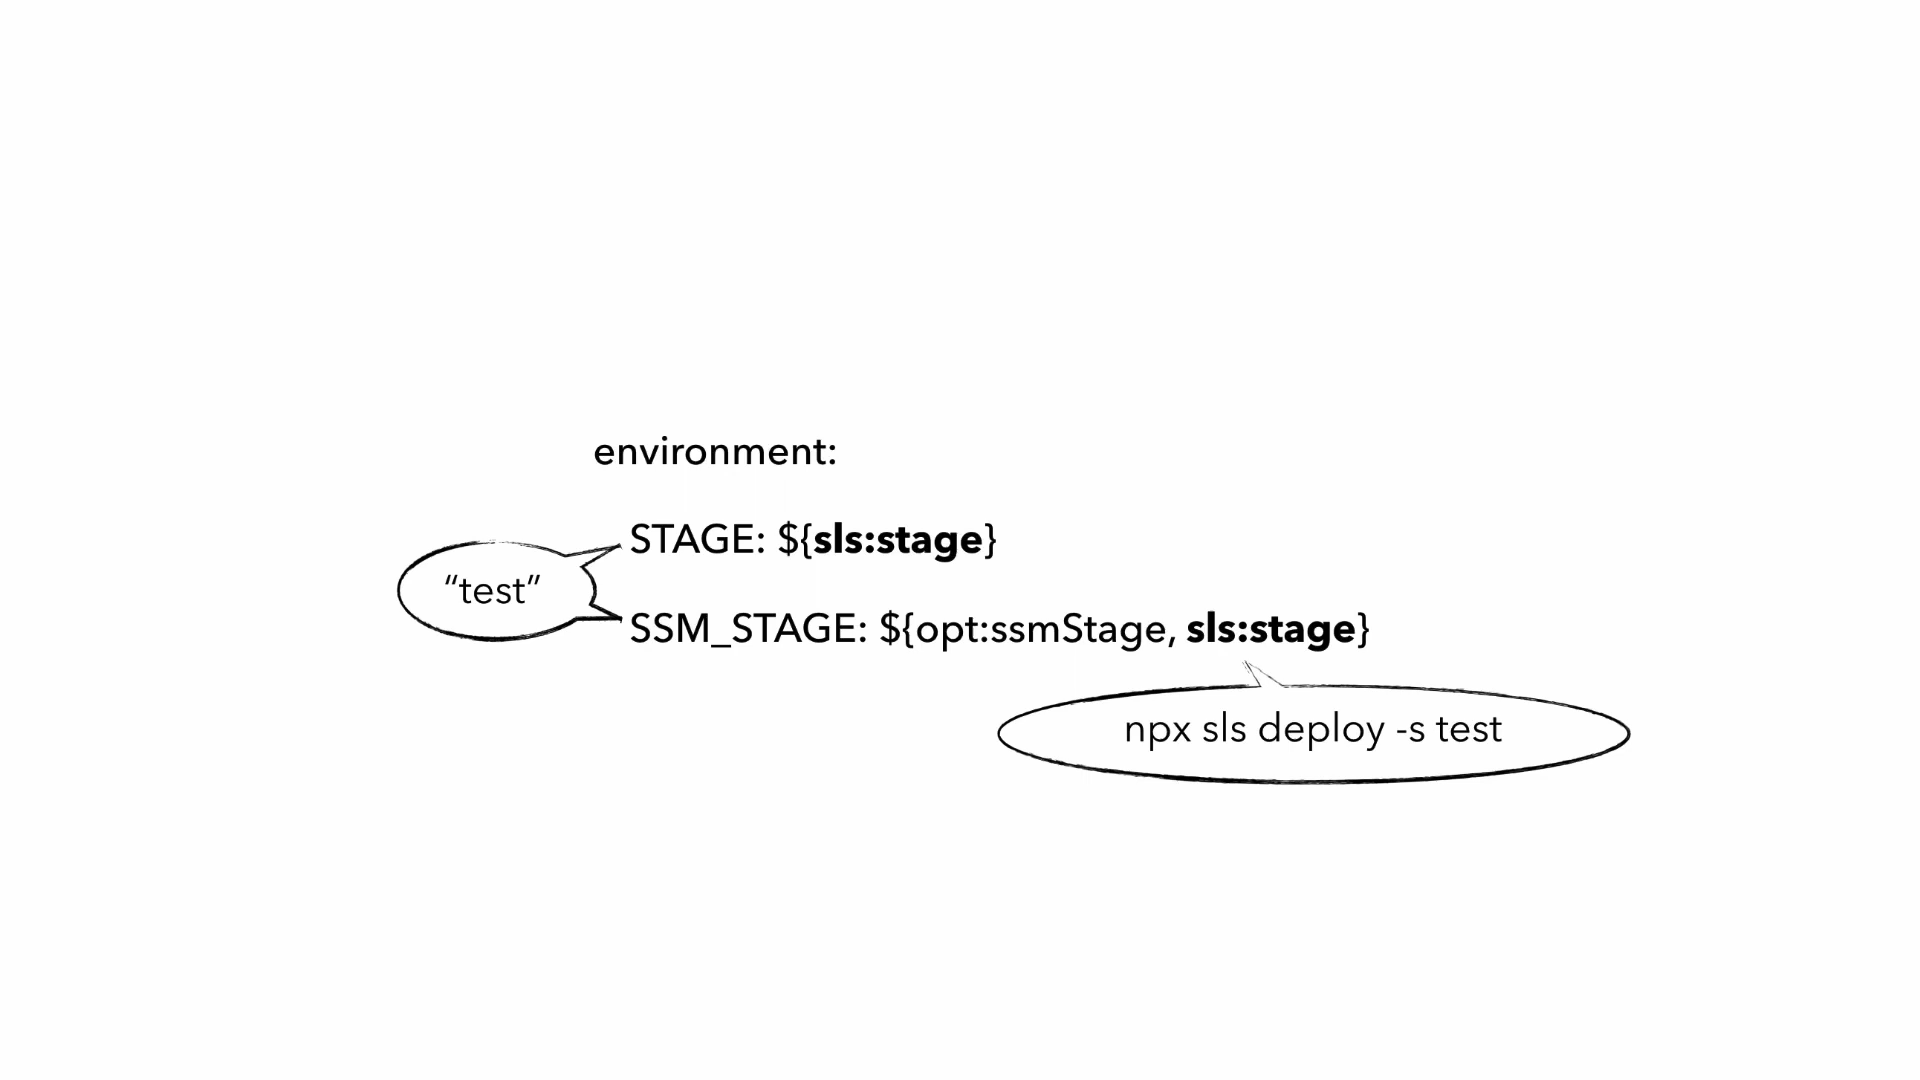 environment:
STAGE: ${sls:stage}
“test”
SSM_STAGE: ${opt:ssmStage, sls:stage}
npx sls deploy -s test